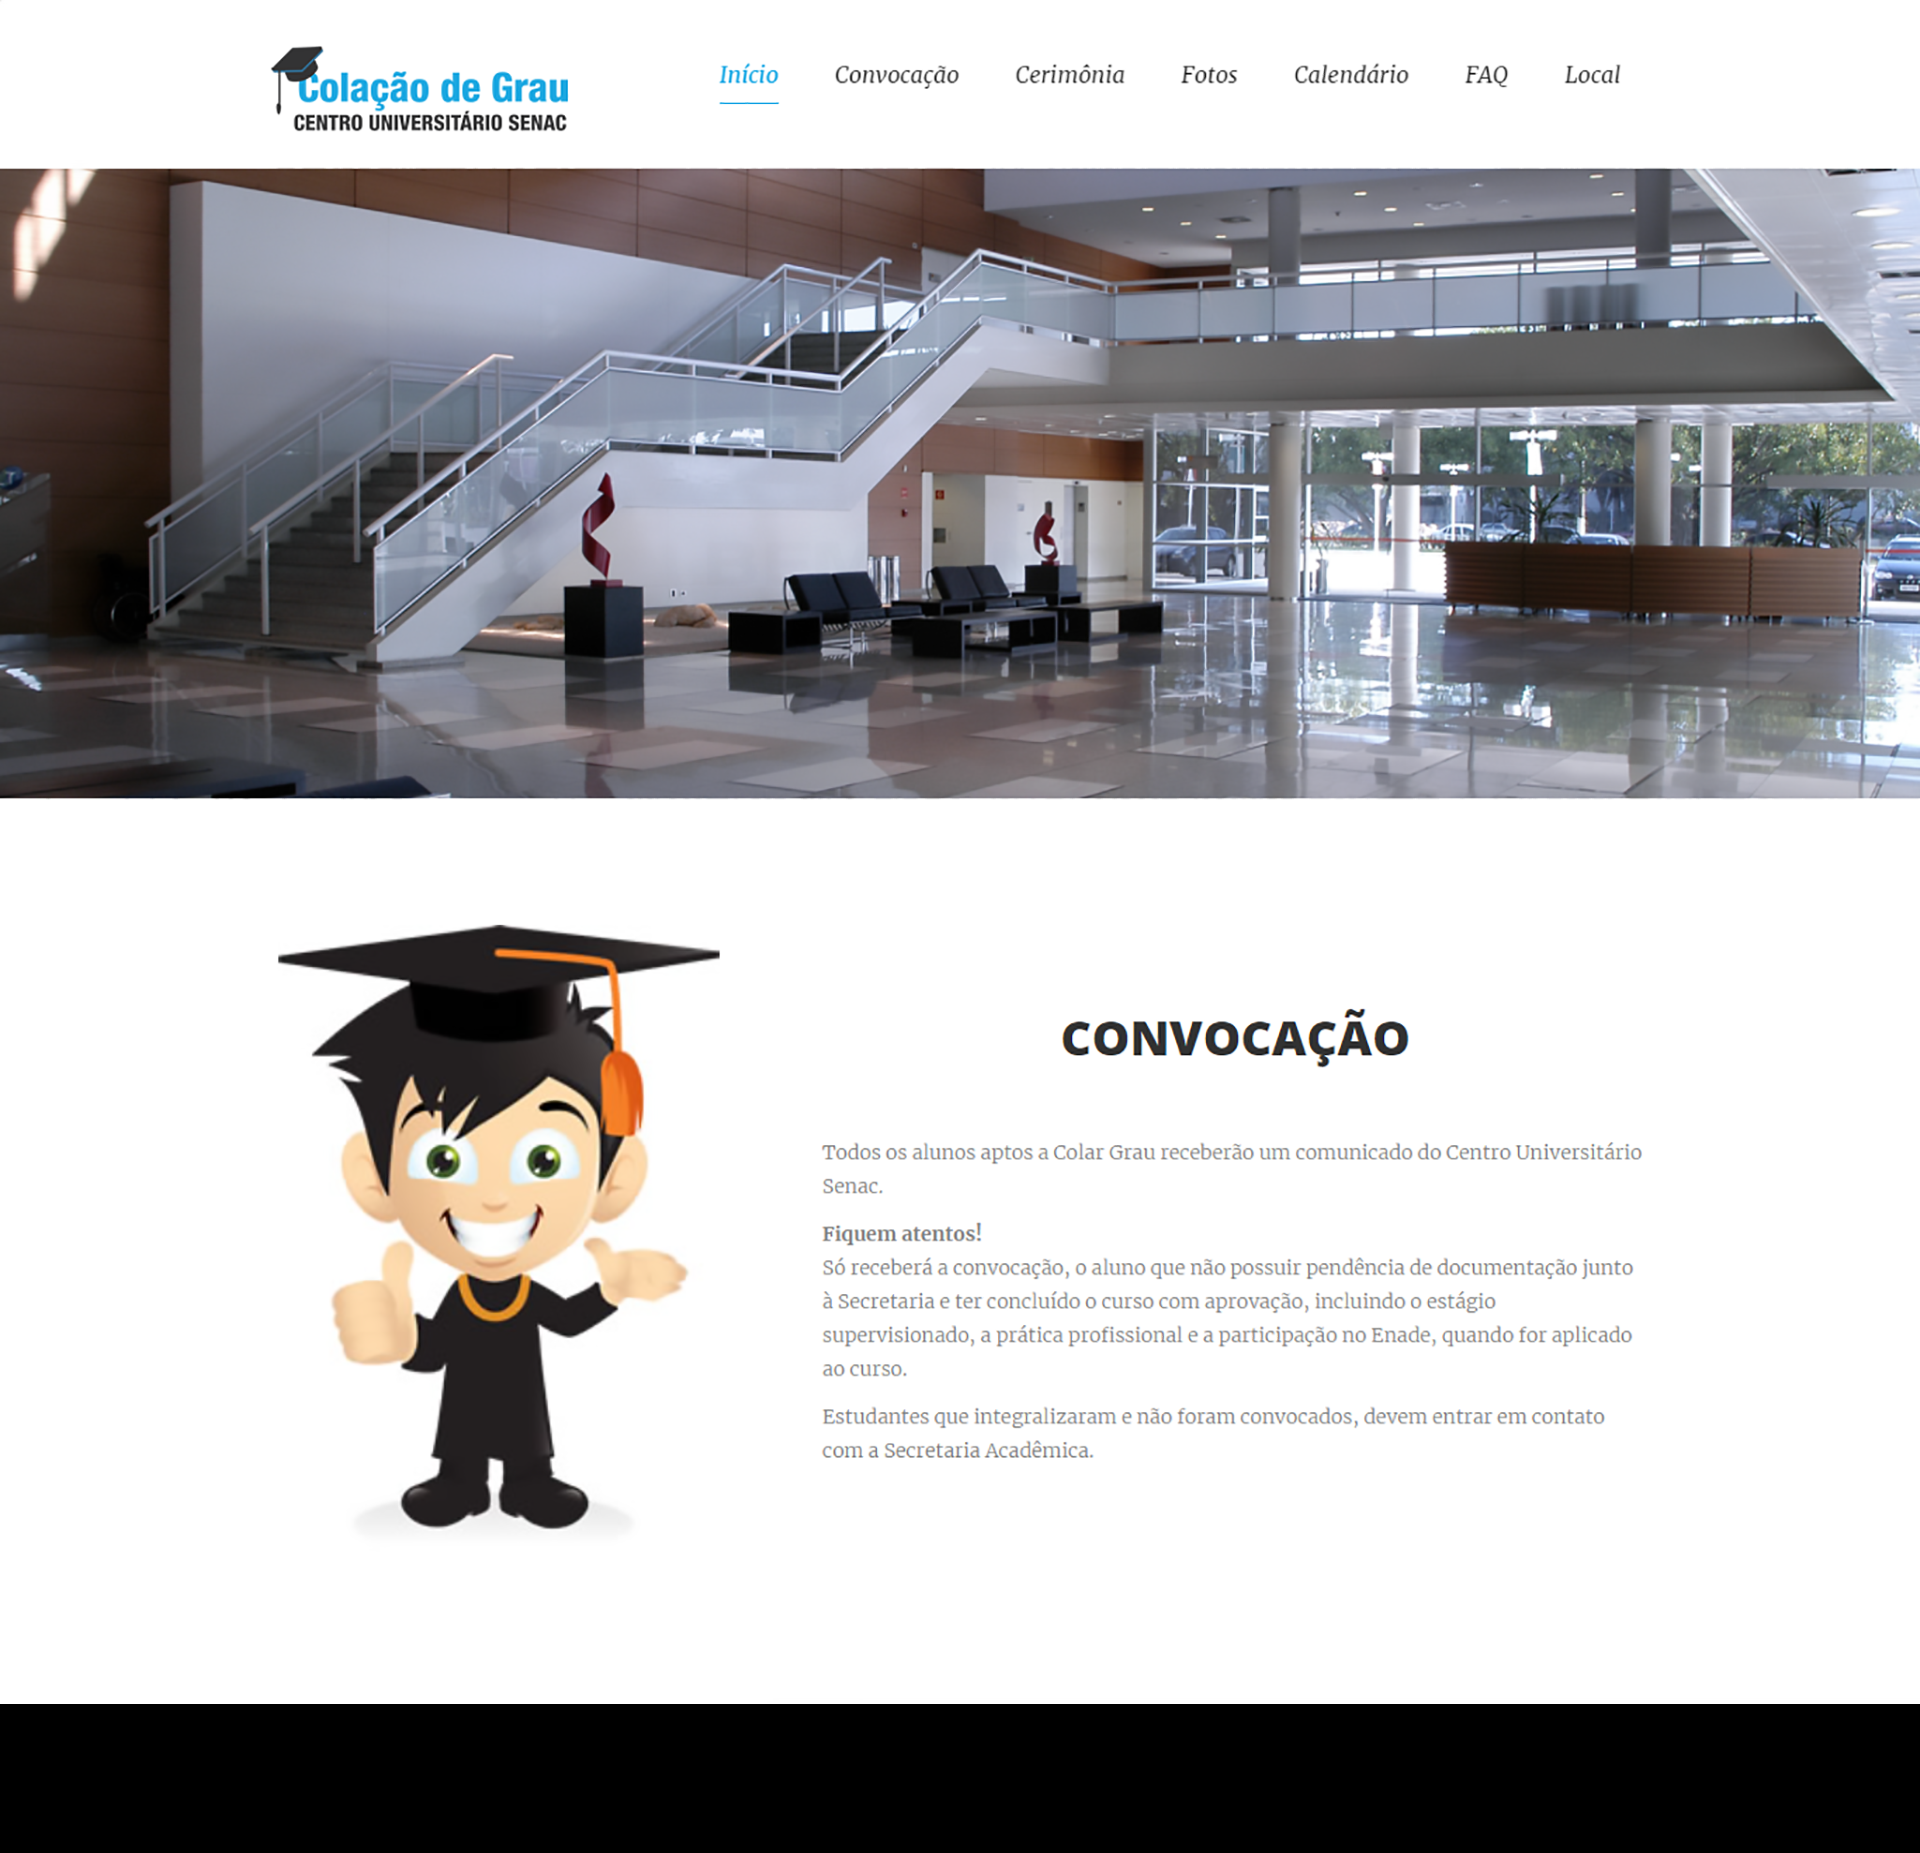 Colação de Grau
CENTRO UNIVERSITÁRIO SENAC
Início Convocação Cerimônia Fotos Calendário FAQ Local
CONVOCAÇÃO
Todos os alunos aptos a Colar Grau receberão um comunicado do Centro Universitário
Senac.
Fiquem atentos!
Só receberá a convocação, o aluno que não possuir pendência de documentação junto
à Secretaria e ter concluído o curso com aprovação, incluindo o estágio
supervisionado, a prática profissional e a participação no Enade, quando for aplicado
ao curso.
Estudantes que integralizaram e não foram convocados, devem entrar em contato
com a Secretaria Acadêmica.